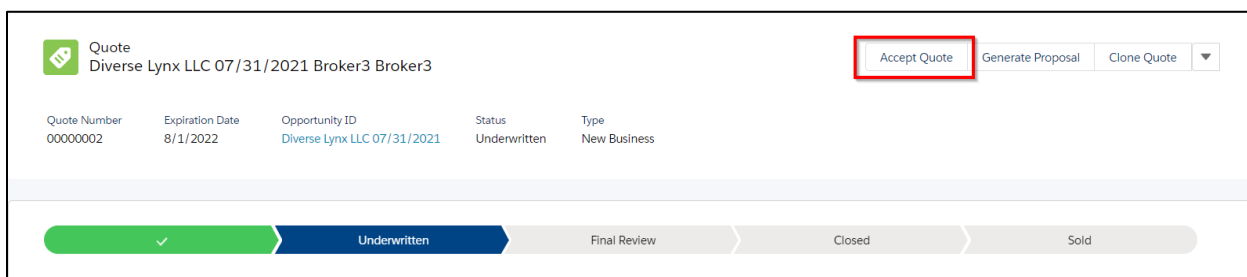 Quote
Diverse Lynx LLC 07/31/2021 Broker3 Broker3
Accept Quote Generate Proposal Clone Quote
Quote Number Expiration Date Opportunity ID Status Type
00000002 8/1/2022 Diverse Lynx LLC 07/31/2021 Underwritten New Business
Underwritten Final Review Closed Sold